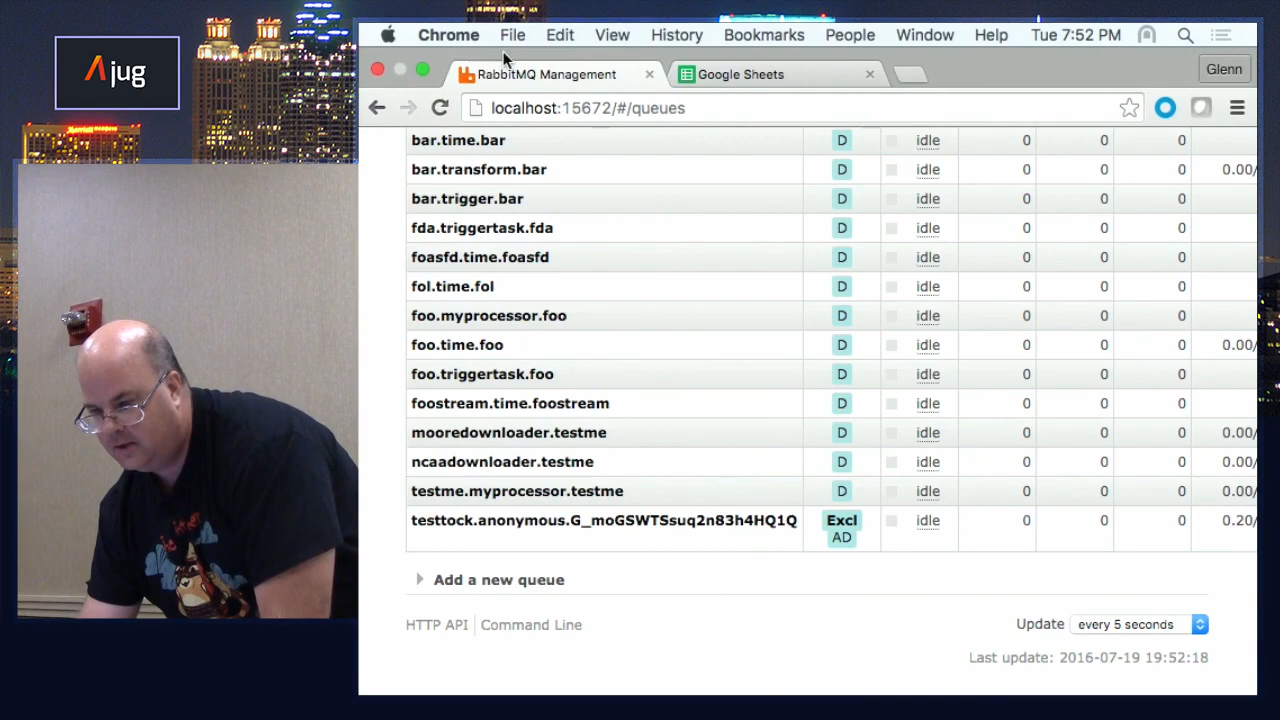 Λjug
Chrome File Edit View History Bookmarks People Window Help Tue 7:52 PM
RabbitMQ Management Google Sheets Glenn
localhost:15672/#/queues
bar.time.bar D idle 0 0 0
bar.transform.bar D idle 0 0 0 0.00/
bar.trigger.bar D idle 0 0 0
fda.triggertask.fda D idle 0 0 0
foasfd.time.foasfd D idle 0 0 0
fol.time.fol D idle 0 0 0
foo.myprocessor.foo D idle 0 0 0
foo.time.foo D idle 0 0 0 0.00/
foo.triggertask.foo D idle 0 0 0
foostream.time.foostream D idle 0 0 0
mooredownloader.testme D idle 0 0 0 0.00/
ncaadownloader.testme D idle 0 0 0 0.00/
testme.myprocessor.testme D idle 0 0 0 0.00/
testtock.anonymous.G_moGSWTSsuq2n83h4HQ1Q Excl idle 0 0 0 0.20/
AD
Add a new queue
HTTP API Command Line Update every 5 seconds
Last update: 2016-07-19 19:52:18